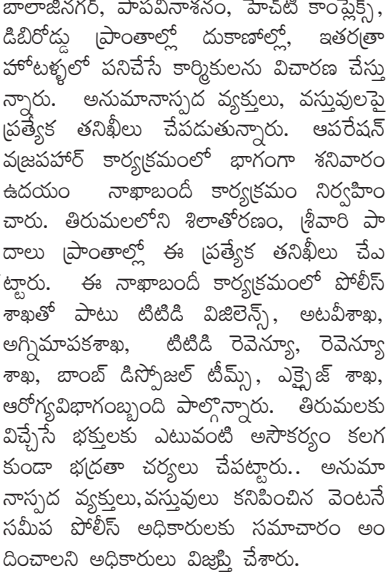 బాలాజీనగర్, పాపవినాశనం, హెచ్‌టి కాంప్లెక్స్,
డిబిరోడ్డు ప్రాంతాల్లో దుకాణాల్లో, ఇతరత్రా
హోటళ్లలో పనిచేసే కార్మికులను విచారణ చేస్తు
న్నారు. అనుమానాస్పద వ్యక్తులు, వస్తువులపై
ప్రత్యేక తనిఖీలు చేపడుతున్నారు. ఆపరేషన్
వజ్రపహార్ కార్యక్రమంలో భాగంగా శనివారం
ఉదయం నాఖాబందీ కార్యక్రమం నిర్వహిం
చారు. తిరుమలలోని శిలాతోరణం, శ్రీవారి పా
దాలు ప్రాంతాల్లో ఈ ప్రత్యేక తనిఖీలు చేప
ట్టారు. ఈ నాఖాబందీ కార్యక్రమంలో పోలీస్
శాఖతో పాటు టిటిడి విజిలెన్స్, అటవీశాఖ,
అగ్నిమాపకశాఖ, టిటిడి రెవెన్యూ, రెవెన్యూ
శాఖ, బాంబ్ డిస్పోజల్ టీమ్స్, ఎక్సైజ్ శాఖ,
ఆరోగ్యవిభాగంబ్బంది పాల్గొన్నారు. తిరుమలకు
విచ్చేసే భక్తులకు ఎటువంటి అసౌకర్యం కలగ
కుండా భద్రతా చర్యలు చేపట్టారు.. అనుమా
నాస్పద వ్యక్తులు,వస్తువులు కనిపించిన వెంటనే
సమీప పోలీస్ అధికారులకు సమాచారం అం
దించాలని అధికారులు విజ్ఞప్తి చేశారు.